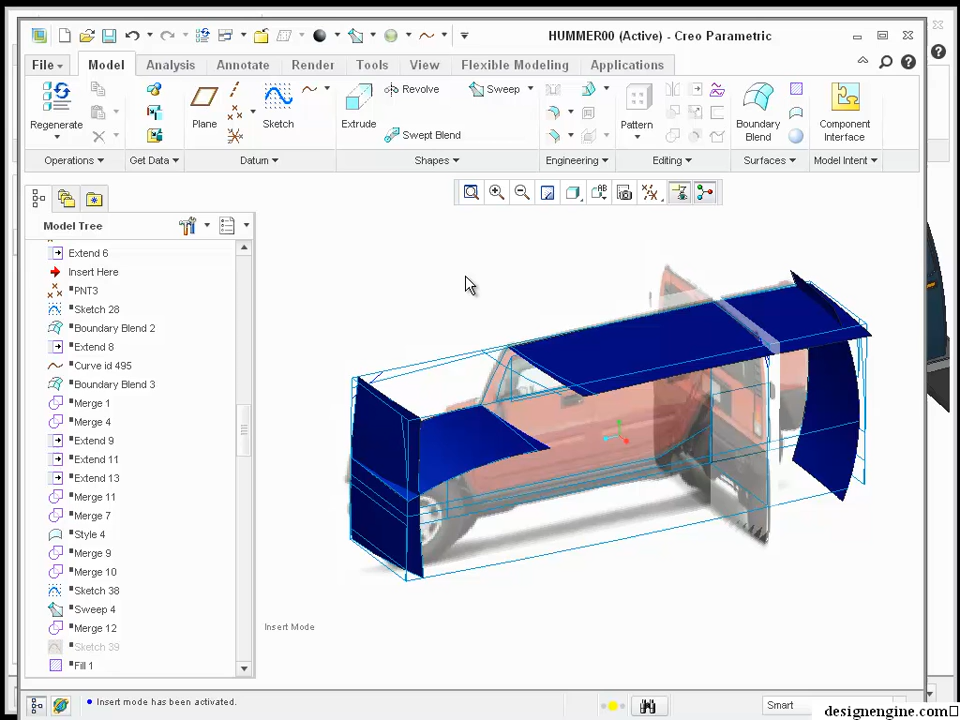 HUMMER00 (Active) - Creo Parametric
File Model Analysis Annotate Render Tools View Flexible Modeling Applications
Regenerate
Plane
Sketch
Extrude
Revolve
Sweep
Swept Blend
Pattern
Boundary
Blend
Component
Interface
Operations Get Data Datum Shapes Engineering Editing Surfaces Model Intent
Model Tree
Extend 6
Insert Here
PNT3
Sketch 28
Boundary Blend 2
Extend 8
Curve id 495
Boundary Blend 3
Merge 1
Merge 4
Extend 9
Extend 11
Extend 13
Merge 11
Merge 7
Style 4
Merge 9
Merge 10
Sketch 38
Sweep 4
Merge 12
Sketch 39
Fill 1
Insert Mode
Insert mode has been activated.
Smart
designengine.com